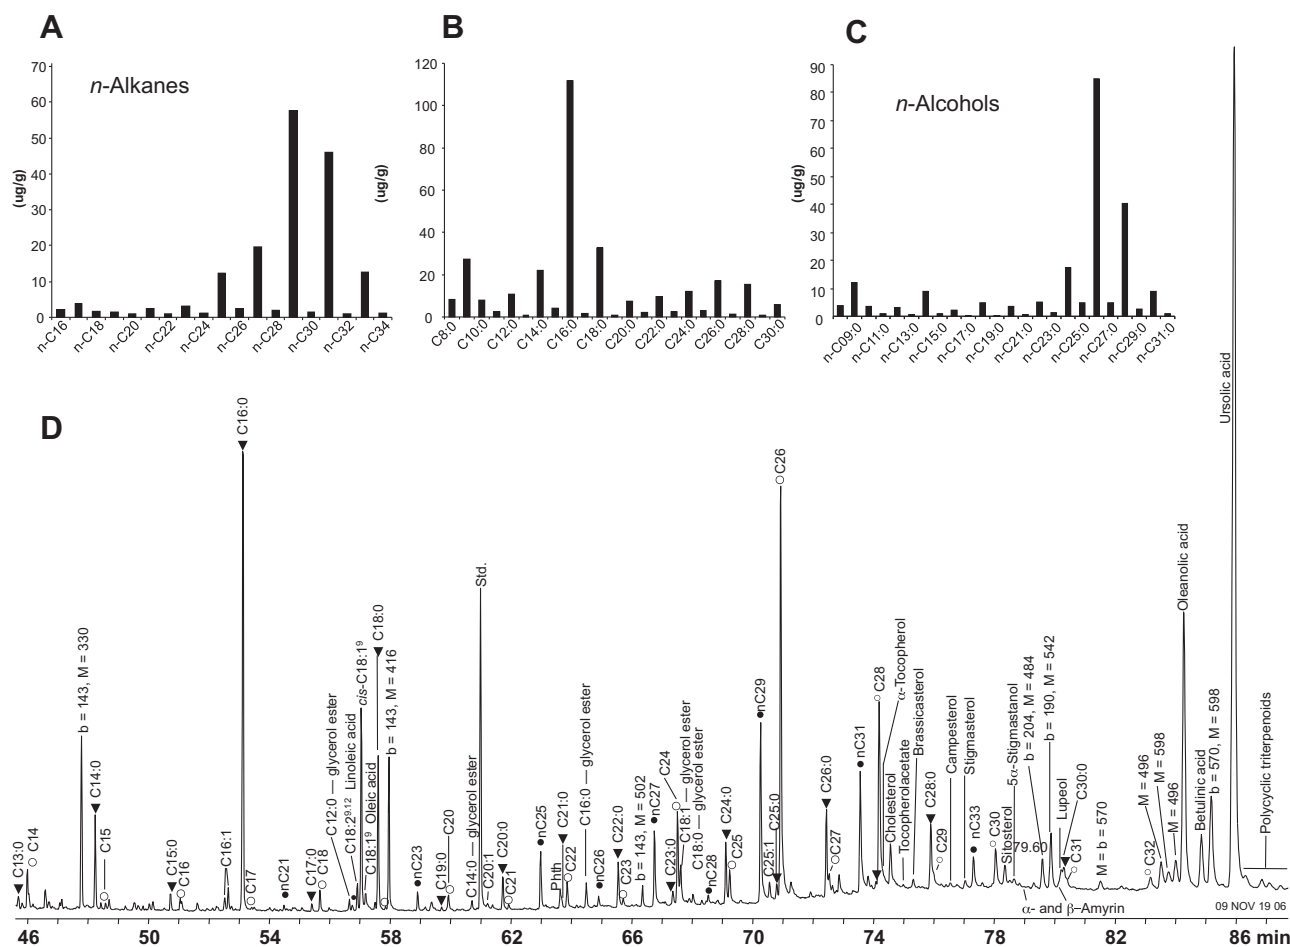 A
B
C
n-Alkanes
n-Alcohols
70
60
50
40
30
20
10
0
(ug/g)
n-C16
n-C18
n-C20
n-C22
n-C24
n-C26
n-C28
n-C30
n-C32
n-C34
120
100
80
60
40
20
0
(ug/g)
C8:0
C10:0
C12:0
C14:0
C16:0
C18:0
C20:0
C22:0
C24:0
C26:0
C28:0
C30:0
90
80
70
60
50
40
30
20
10
0
(ug/g)
n-C09:0
n-C11:0
n-C13:0
n-C15:0
n-C17:0
n-C19:0
n-C21:0
n-C23:0
n-C25:0
n-C27:0
n-C29:0
n-C31:0
D
C13:0
C14
b = 143, M = 330
C14:0
C15
C15:0
C16
C16:1
C16:0
C17
nC21
C17:0
C18
C12:0 — glycerol ester
C18:2⁹,¹² Linoleic acid
cis-C18:1⁹
C18:1⁹ Oleic acid
C18:0
b = 143, M = 416
nC23
C19:0
C20
C14:0 — glycerol ester
Std.
C20:1
C20:0
C21
nC25
Phth
C21:0
C22
C16:0 — glycerol ester
nC26
C22:0
C23
b = 143, M = 502
nC27
C23:0
C24
C18:1 — glycerol ester
C18:0 — glycerol ester
nC28
C24:0
C25
nC29
C25:1
C25:0
C26
C26:0
C27
nC31
C28
α-Tocopherol
Cholesterol
Tocopherolacetate
Brassicasterol
C28:0
C29
Campesterol
Stigmasterol
nC33
C30
Sitosterol
5α-Stigmastanol
79.60
b = 204, M = 484
b = 190, M = 542
Lupeol
C30:0
C31
α- and β-Amyrin
M = b = 570
C32
M = 496
M = 598
M = 496
Oleanolic acid
Betulinic acid
b = 570, M = 598
Ursolic acid
Polycyclic triterpenoids
09 NOV 19 06
46 50 54 58 62 66 70 74 78 82 86 min